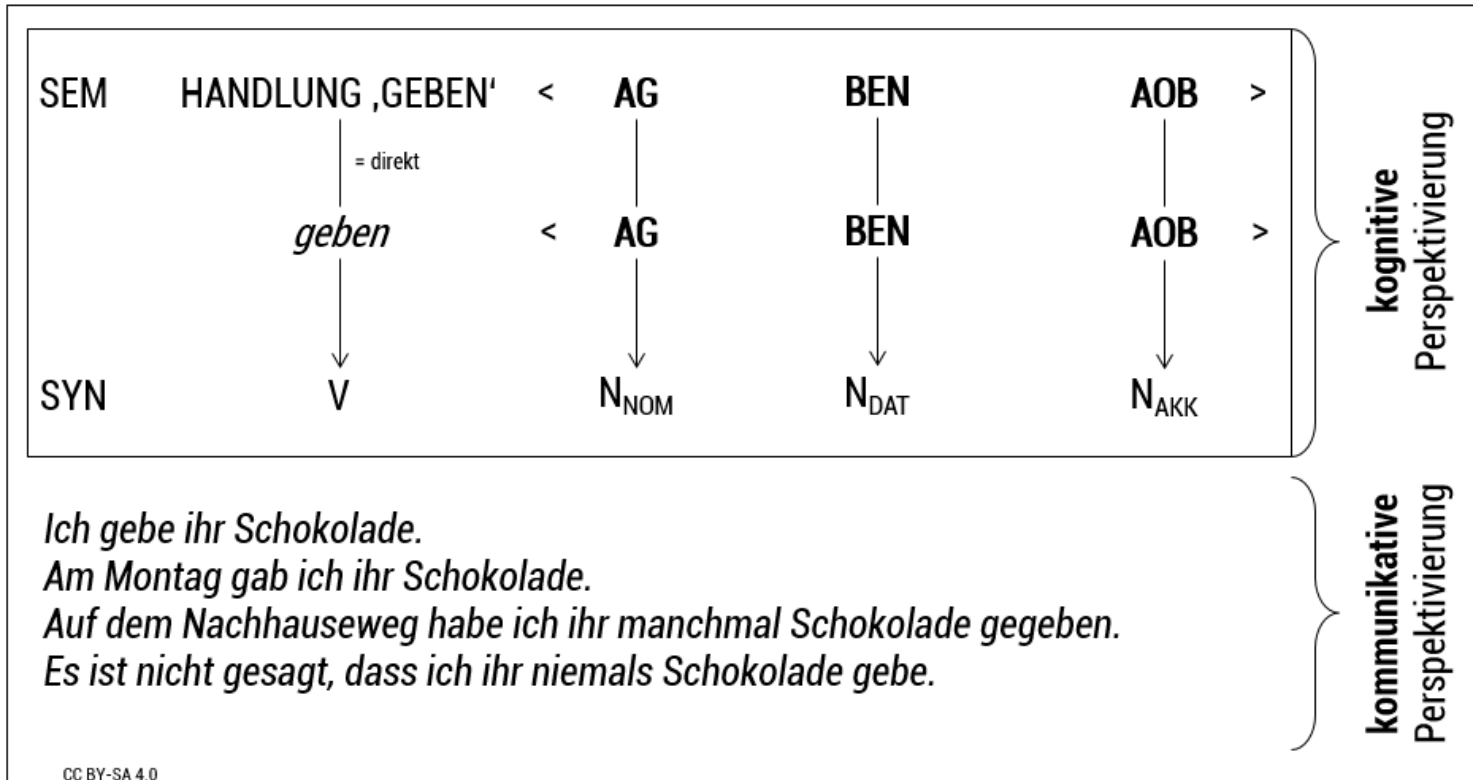 SEM HANDLUNG ‚GEBEN‘ < AG BEN AOB >
= direkt
geben < AG BEN AOB >
SYN V N_NOM N_DAT N_AKK
kognitive
Perspektivierung
Ich gebe ihr Schokolade.
Am Montag gab ich ihr Schokolade.
Auf dem Nachhauseweg habe ich ihr manchmal Schokolade gegeben.
Es ist nicht gesagt, dass ich ihr niemals Schokolade gebe.
kommunikative
Perspektivierung
CC BY-SA 4.0